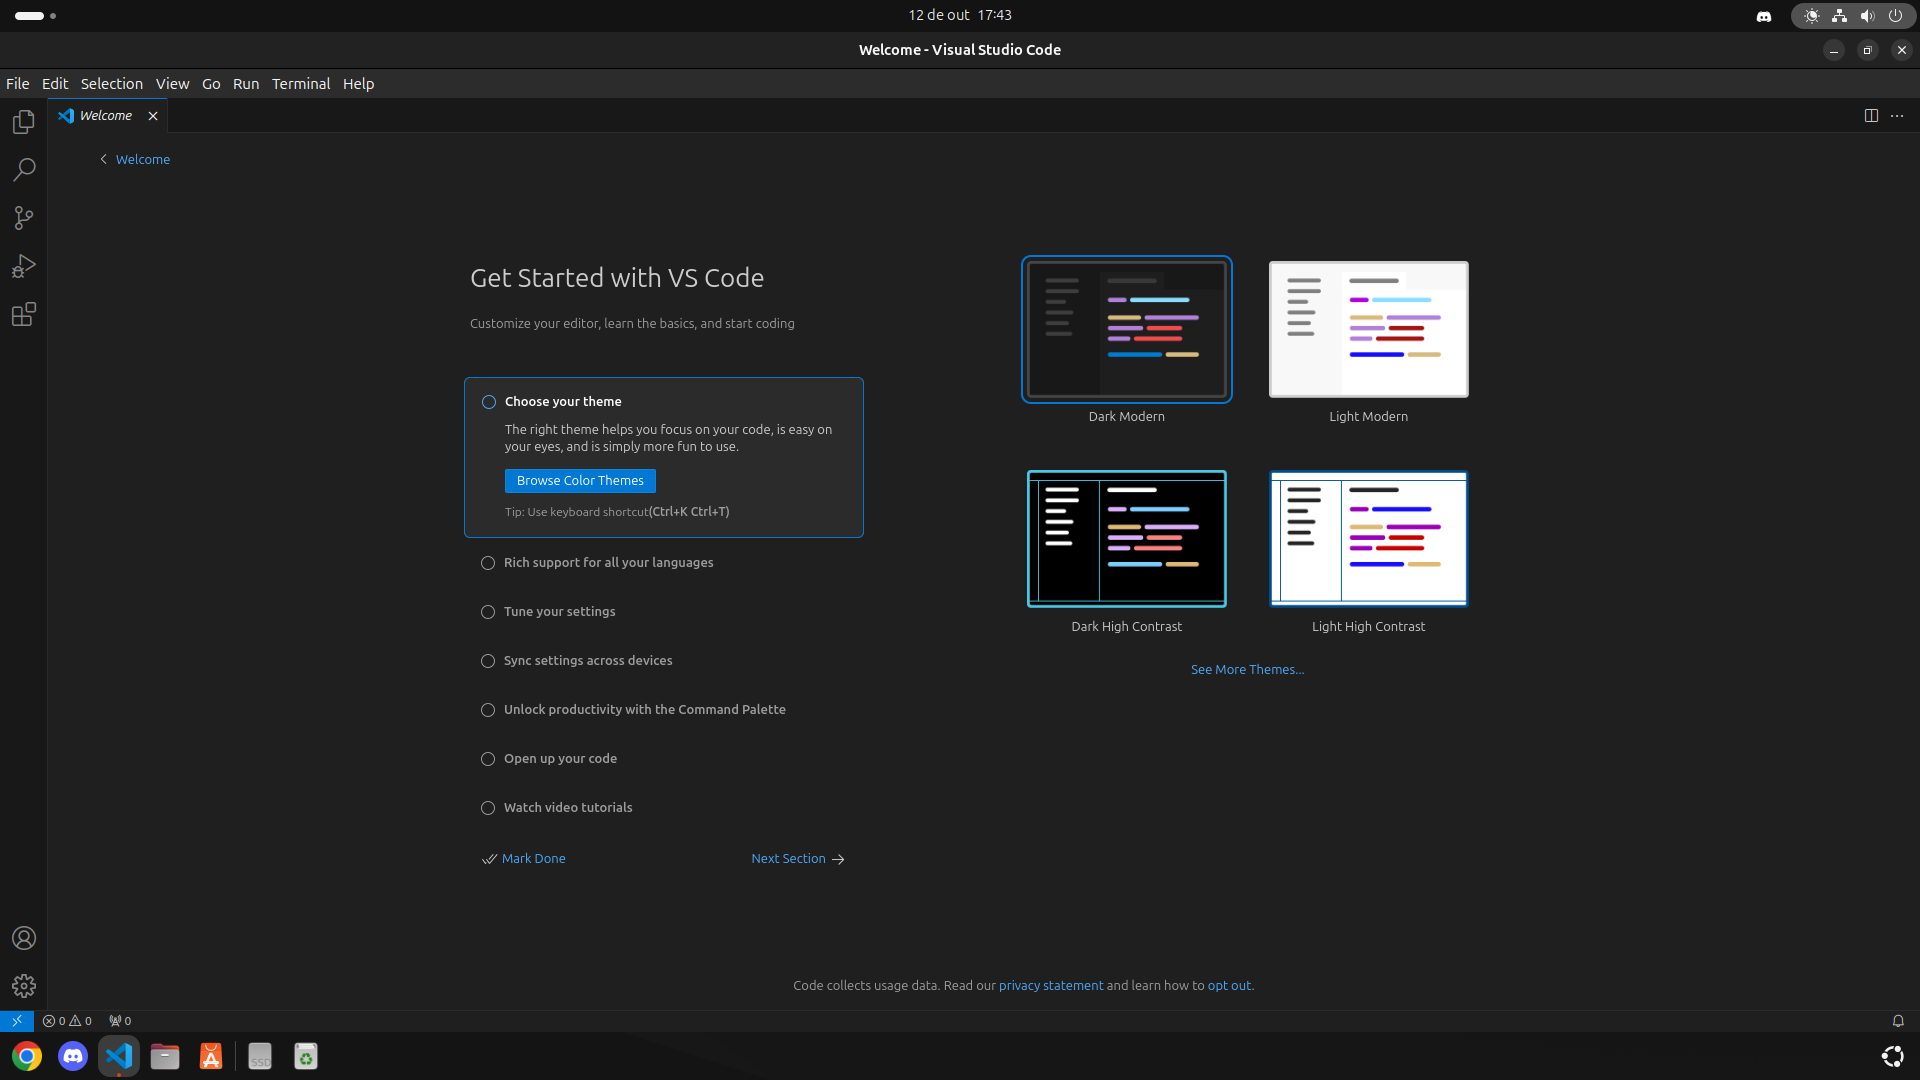 12 de out 17:43
Welcome - Visual Studio Code
File Edit Selection View Go Run Terminal Help
Welcome
Welcome
Get Started with VS Code
Customize your editor, learn the basics, and start coding
Choose your theme
The right theme helps you focus on your code, is easy on
your eyes, and is simply more fun to use.
Browse Color Themes
Tip: Use keyboard shortcut(Ctrl+K Ctrl+T)
Rich support for all your languages
Tune your settings
Sync settings across devices
Unlock productivity with the Command Palette
Open up your code
Watch video tutorials
Mark Done
Next Section
Dark Modern
Light Modern
Dark High Contrast
Light High Contrast
See More Themes...
Code collects usage data. Read our privacy statement and learn how to opt out.
0 0 0
SSD